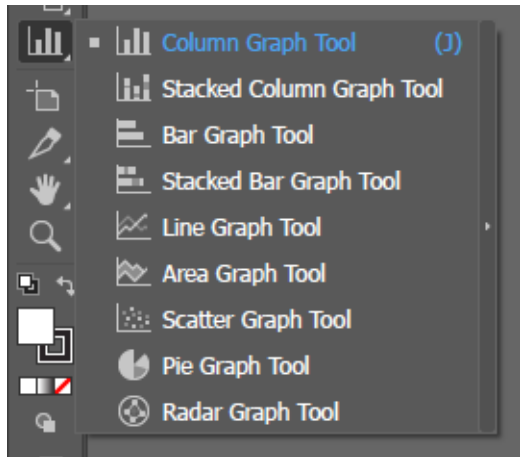 Column Graph Tool (J)
Stacked Column Graph Tool
Bar Graph Tool
Stacked Bar Graph Tool
Line Graph Tool
Area Graph Tool
Scatter Graph Tool
Pie Graph Tool
Radar Graph Tool